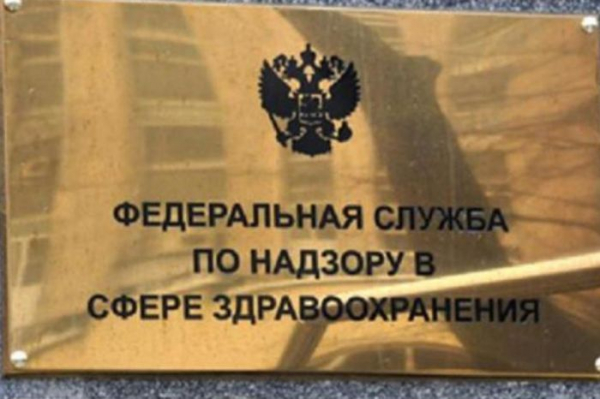 ФЕДЕРАЛЬНАЯ СЛУЖБА
ПО НАДЗОРУ В
СФЕРЕ ЗДРАВООХРАНЕНИЯ